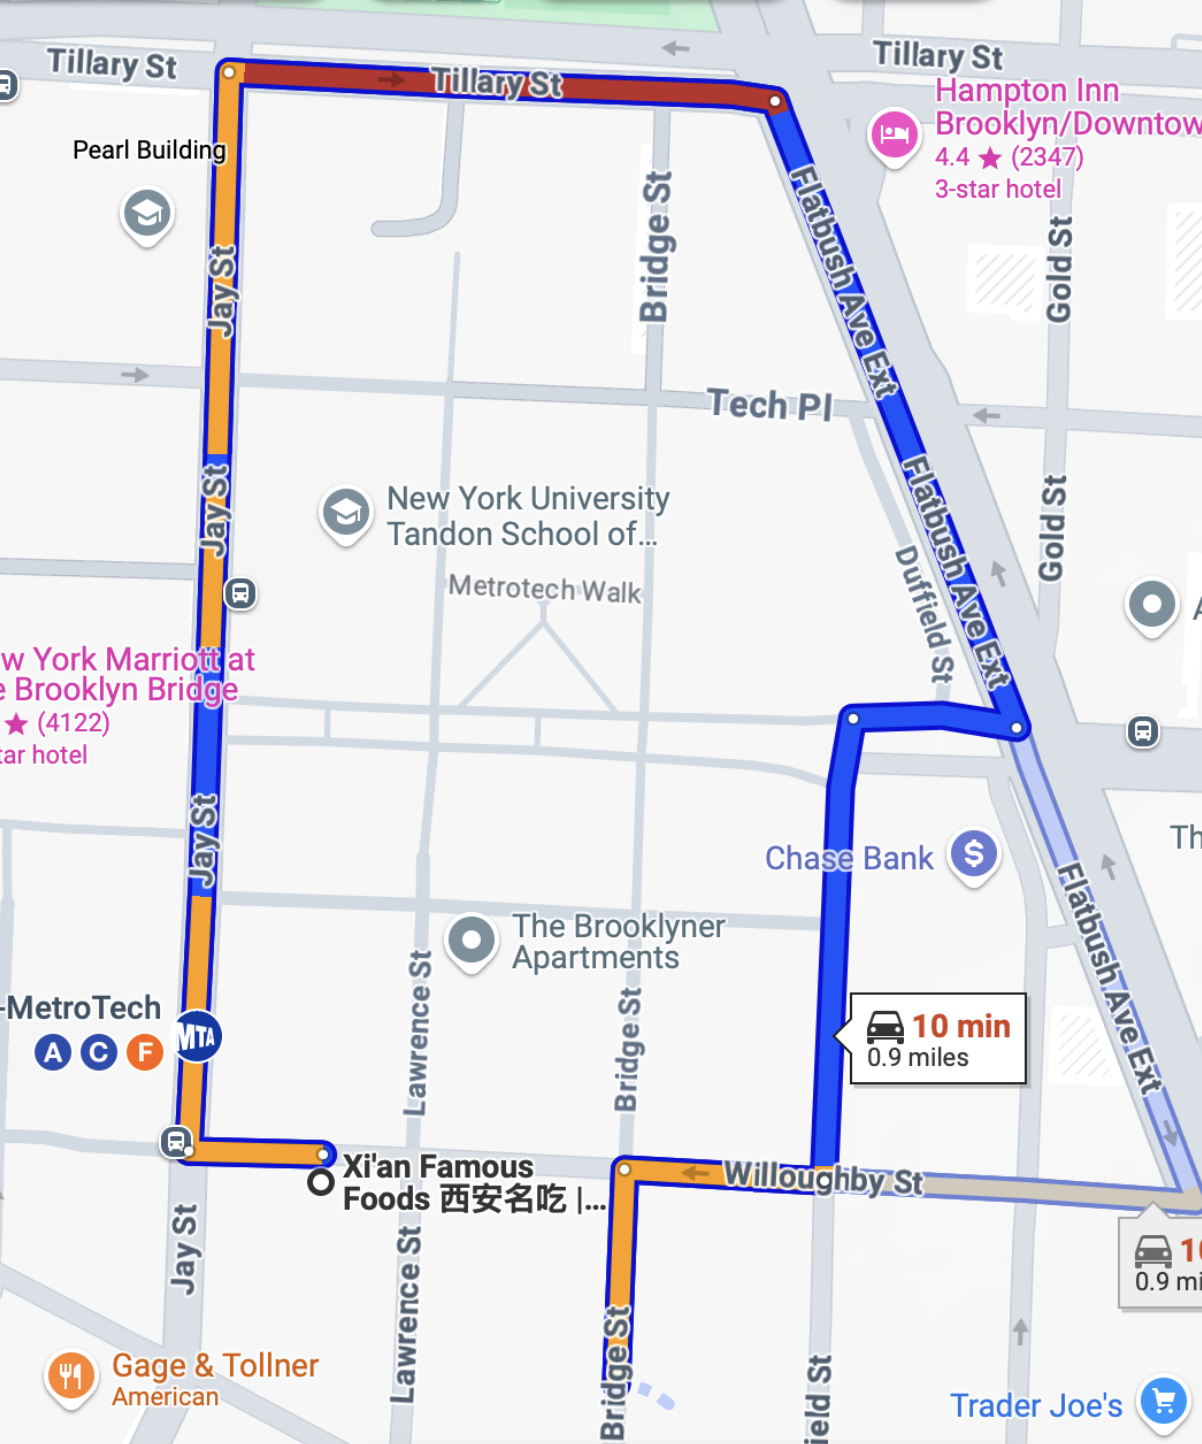 Tillary St
Tillary St
Tillary St
Hampton Inn
Brooklyn/Downtow
4.4 ★ (2347)
3-star hotel
Pearl Building
Jay St
Bridge St
Flatbush Ave Ext
Gold St
Tech Pl
Jay St
New York University
Tandon School of...
Metrotech Walk
Flatbush Ave Ext
Duffield St
Gold St
A
w York Marriott at
e Brooklyn Bridge
★ (4122)
tar hotel
Jay St
Chase Bank
$
Th
Flatbush Ave Ext
The Brooklyner
Apartments
Lawrence St
Bridge St
-MetroTech
A C F
MTA
10 min
0.9 miles
Xi'an Famous
Foods 西安名吃 |...
Willoughby St
10
0.9 mi
Jay St
Lawrence St
Bridge St
ield St
Gage & Tollner
American
Trader Joe's